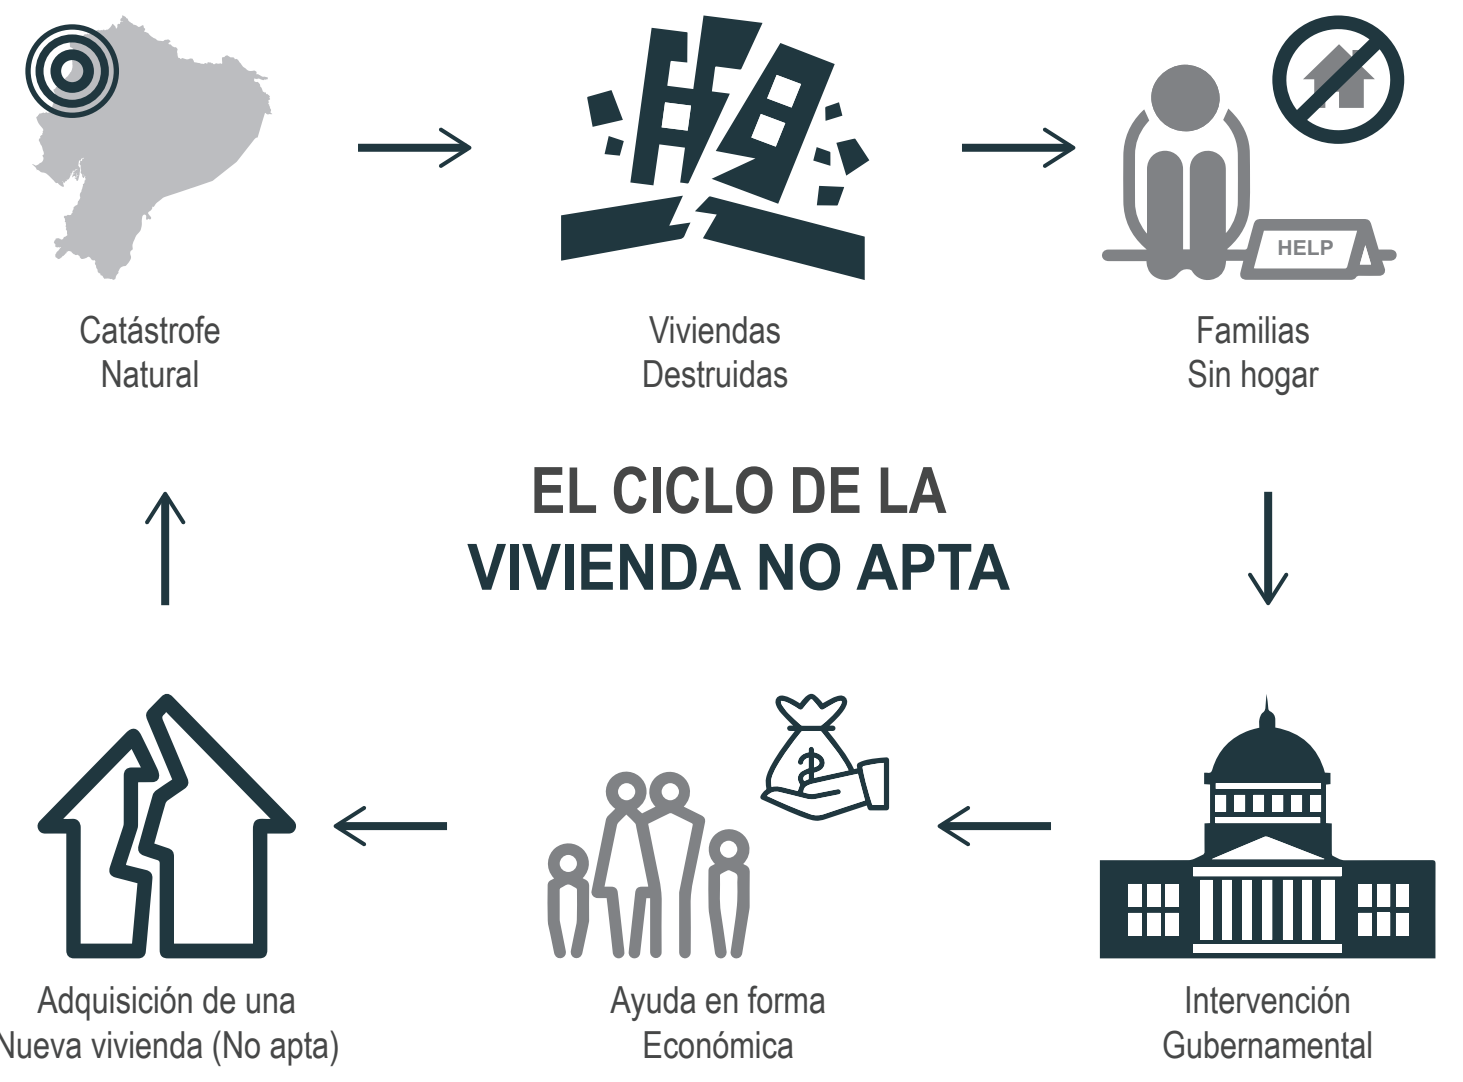 HELP
Catástrofe
Natural
Viviendas
Destruidas
Familias
Sin hogar
EL CICLO DE LA
VIVIENDA NO APTA
$
Adquisición de una
Nueva vivienda (No apta)
Ayuda en forma
Económica
Intervención
Gubernamental